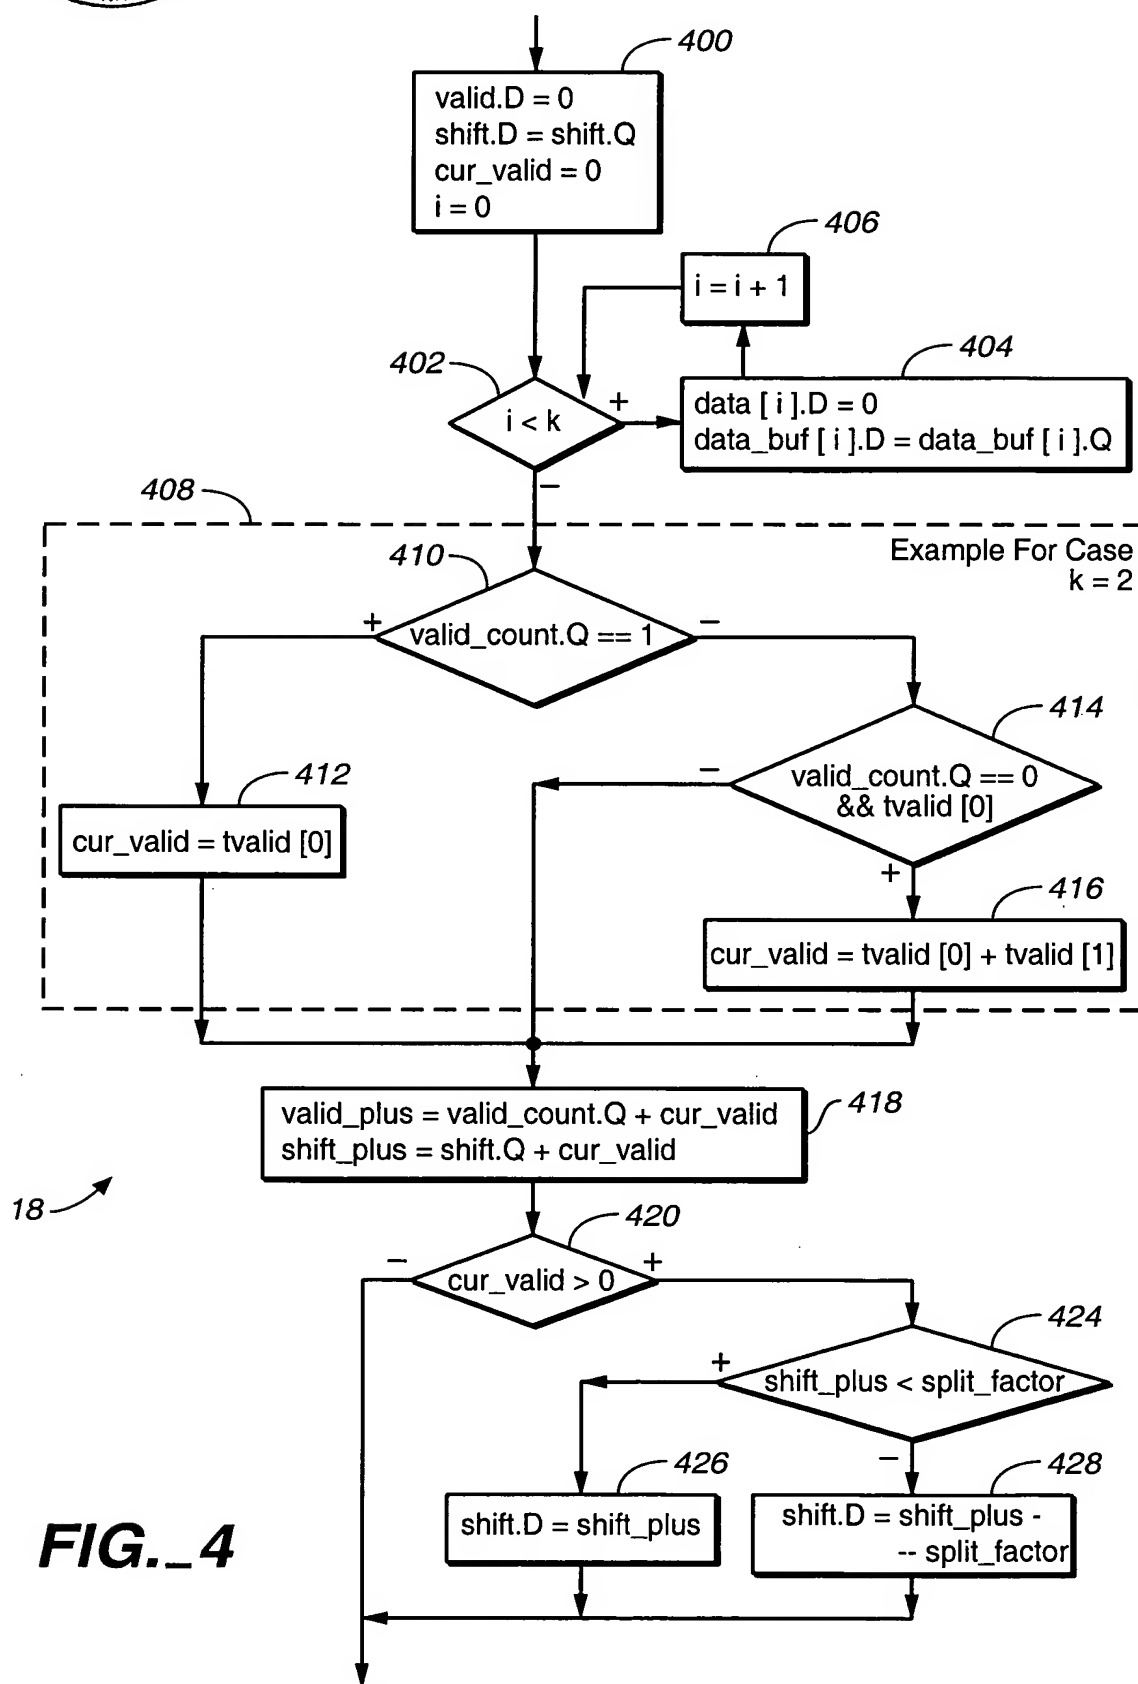 400
valid.D = 0
shift.D = shift.Q
cur_valid = 0
i = 0
406
i = i + 1
402
404
i < k
+
data [ i ].D = 0
data_buf [ i ].D = data_buf [ i ].Q
–
408
Example For Case
k = 2
410
+
valid_count.Q == 1
–
414
–
valid_count.Q == 0
&& tvalid [0]
+
412
cur_valid = tvalid [0]
416
cur_valid = tvalid [0] + tvalid [1]
418
valid_plus = valid_count.Q + cur_valid
shift_plus = shift.Q + cur_valid
18
420
–
cur_valid > 0
+
424
+
shift_plus < split_factor
–
426
shift.D = shift_plus
428
shift.D = shift_plus -
-- split_factor
FIG._4